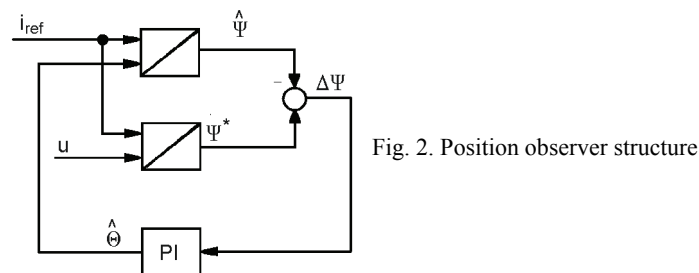 i_ref
Ψ̂
−
ΔΨ
Ψ*
u
Fig. 2. Position observer structure
Θ̂
PI